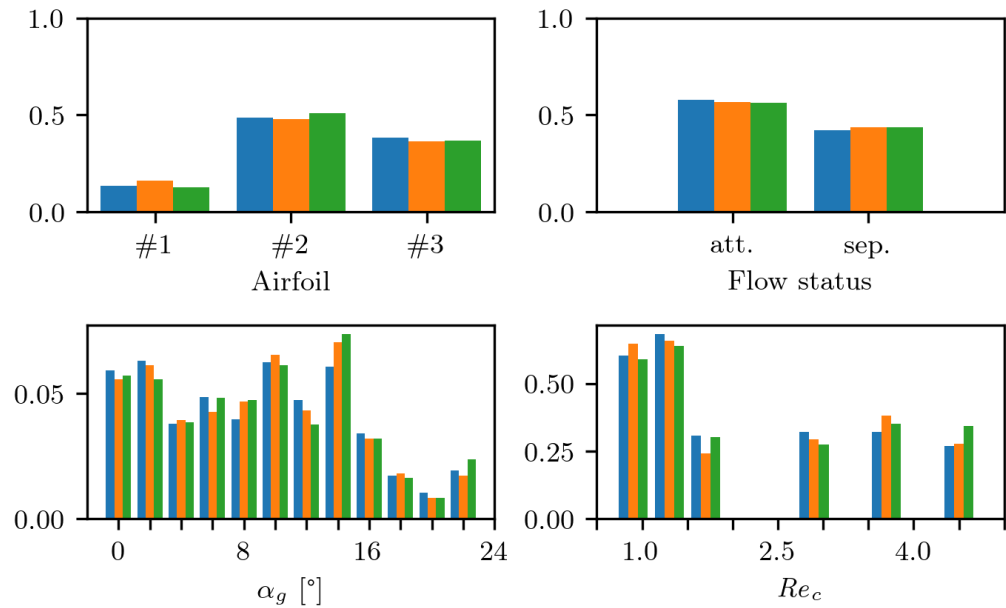 1.0
0.5
0.0
#1 #2 #3
Airfoil
1.0
0.5
0.0
att. sep.
Flow status
0.05
0.00
0 8 16 24
α_g [°]
0.50
0.25
0.00
1.0 2.5 4.0
Re_c